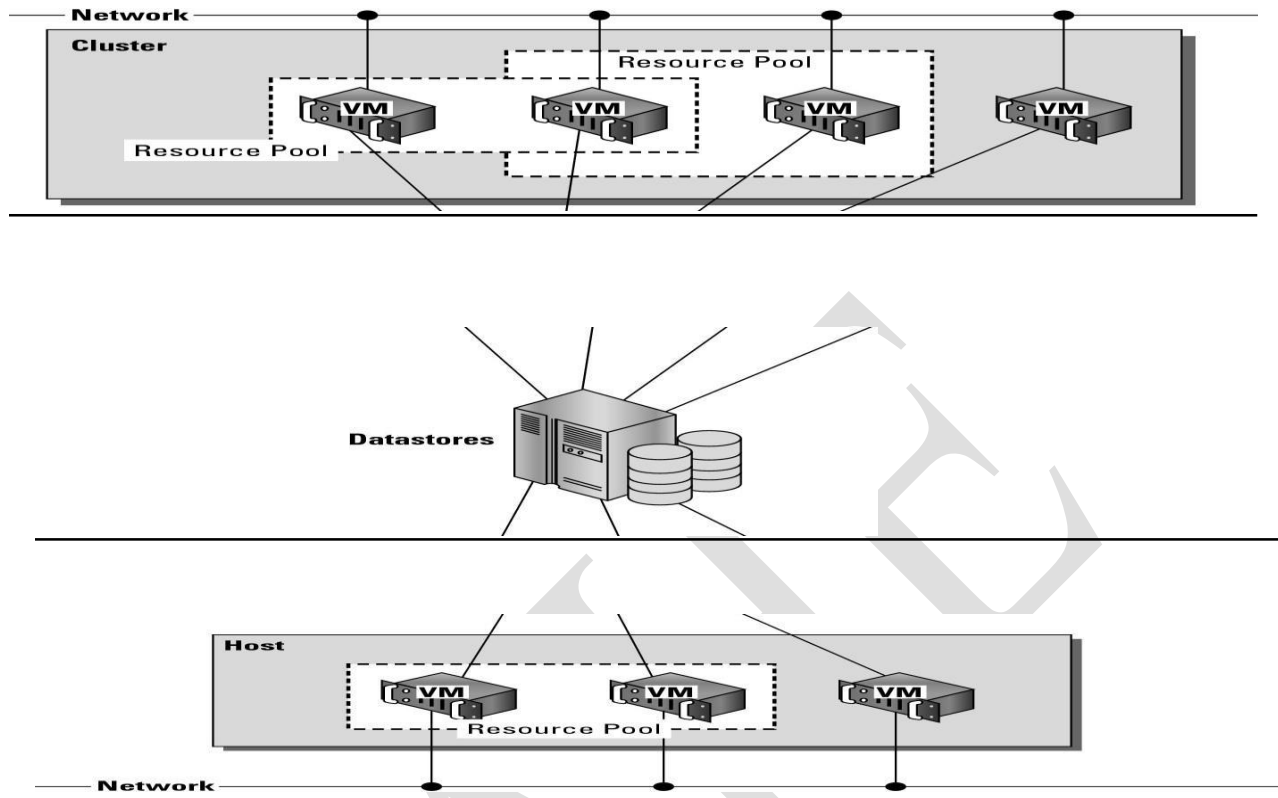 Network
Cluster
Resource Pool
VM VM VM VM
Resource Pool
Datastores
Host
VM VM VM
Resource Pool
Network